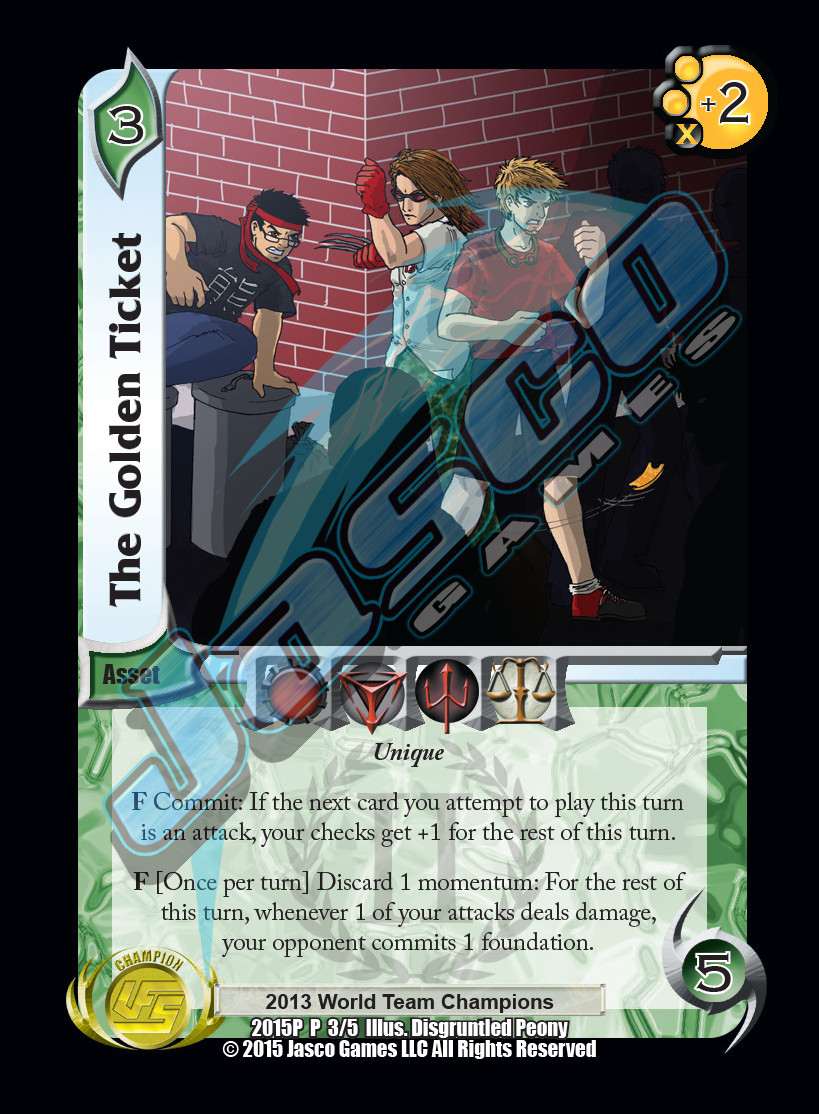 3
+2
X
The Golden Ticket
JASCO
GAMES
Asset
Unique
F Commit: If the next card you attempt to play this turn
is an attack, your checks get +1 for the rest of this turn.
F [Once per turn] Discard 1 momentum: For the rest of
this turn, whenever 1 of your attacks deals damage,
your opponent commits 1 foundation.
5
CHAMPION
UFS
2013 World Team Champions
2015P P 3/5 Illus. Disgruntled Peony
© 2015 Jasco Games LLC All Rights Reserved